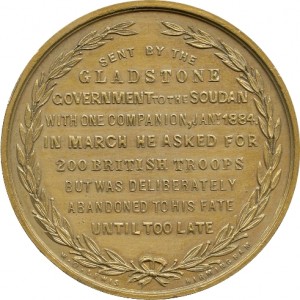 SENT BY THE
GLADSTONE
GOVERNMENT TO THE SOUDAN
WITH ONE COMPANION, JANY. 1884.
IN MARCH HE ASKED FOR
200 BRITISH TROOPS
BUT WAS DELIBERATELY
ABANDONED TO HIS FATE
UNTIL TOO LATE